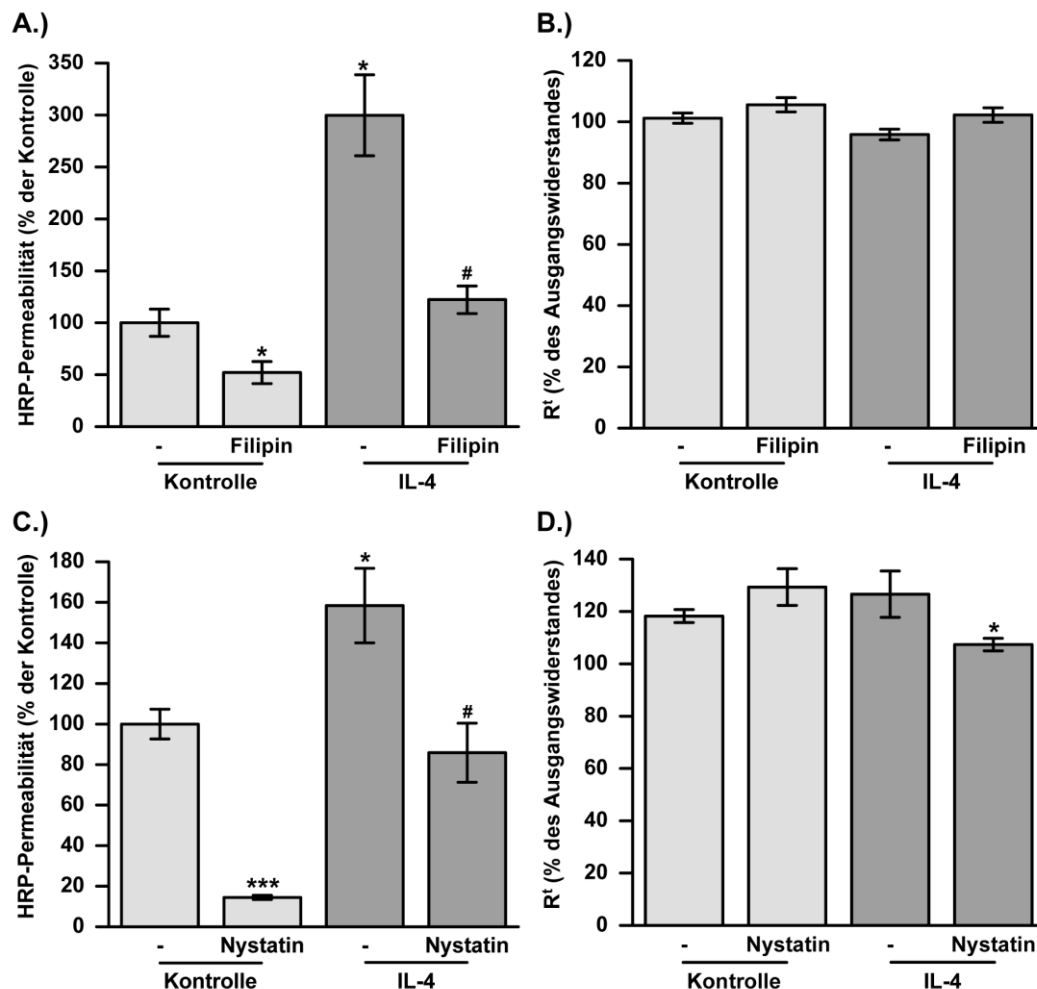 A.)
HRP-Permeabilität (% der Kontrolle)
350
300
250
200
150
100
50
0
*
*
#
- Filipin - Filipin
Kontrolle IL-4
B.)
Rᵗ (% des Ausgangswiderstandes)
120
100
80
60
40
20
0
- Filipin - Filipin
Kontrolle IL-4
C.)
HRP-Permeabilität (% der Kontrolle)
180
160
140
120
100
80
60
40
20
0
***
*
#
- Nystatin - Nystatin
Kontrolle IL-4
D.)
Rᵗ (% des Ausgangswiderstandes)
140
120
100
80
60
40
20
0
*
- Nystatin - Nystatin
Kontrolle IL-4